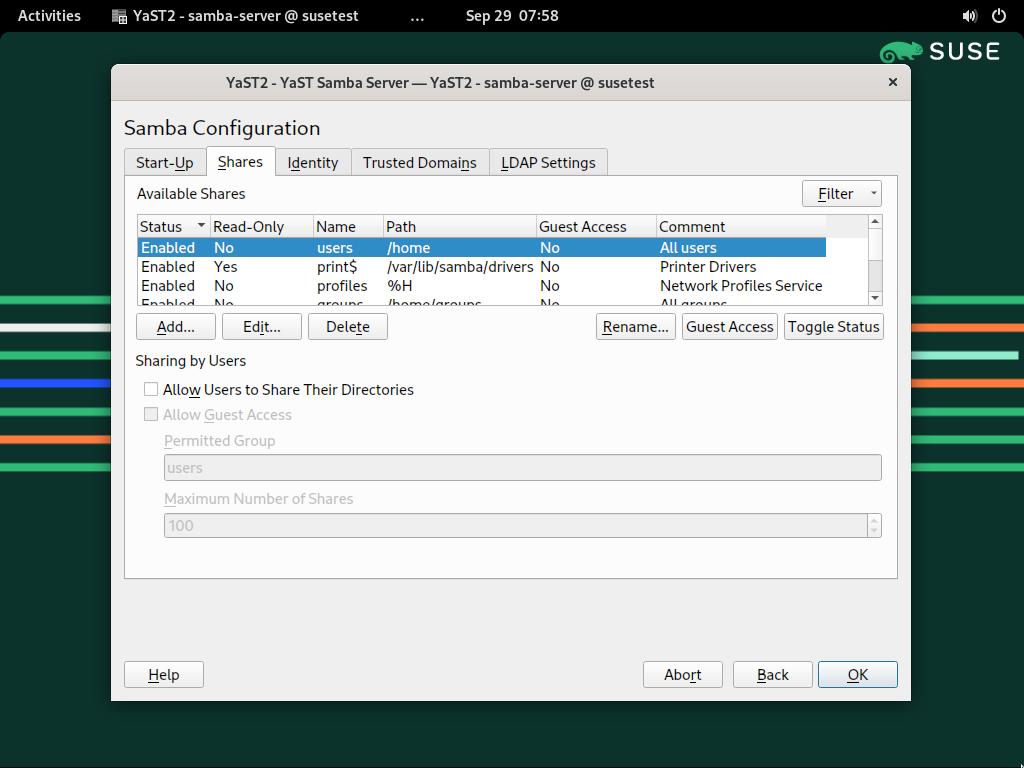 Activities YaST2 - samba-server @ susetest ... Sep 29 07:58
SUSE
YaST2 - YaST Samba Server — YaST2 - samba-server @ susetest
Samba Configuration
Start-Up Shares Identity Trusted Domains LDAP Settings
Available Shares Filter
Status Read-Only Name Path Guest Access Comment
Enabled No users /home No All users
Enabled Yes print$ /var/lib/samba/drivers No Printer Drivers
Enabled No profiles %H No Network Profiles Service
Enabled No groups /home/groups No All groups
Add... Edit... Delete Rename... Guest Access Toggle Status
Sharing by Users
Allow Users to Share Their Directories
Allow Guest Access
Permitted Group
users
Maximum Number of Shares
100
Help Abort Back OK